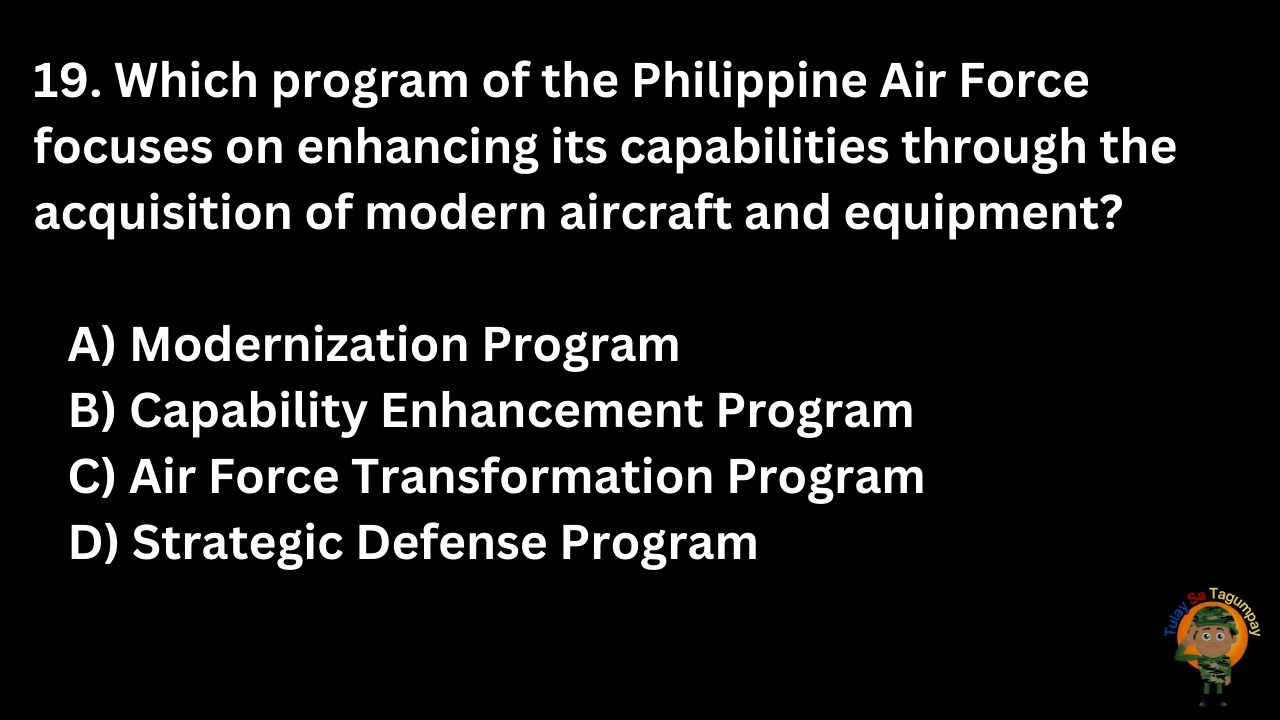 19. Which program of the Philippine Air Force
focuses on enhancing its capabilities through the
acquisition of modern aircraft and equipment?
A) Modernization Program
B) Capability Enhancement Program
C) Air Force Transformation Program
D) Strategic Defense Program
Tulay Sa Tagumpay